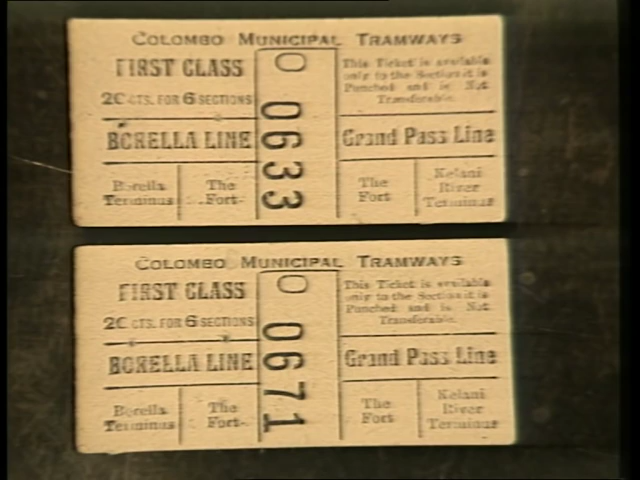 COLOMBO MUNICIPAL TRAMWAYS
FIRST CLASS
20 CTS. FOR 6 SECTIONS
BORELLA LINE
Borella Terminus
The Fort
O 0633
This Ticket is available
only to the Section it is
Punched and is Not
Transferable.
Grand Pass Line
The Fort
Kelani River Terminus
COLOMBO MUNICIPAL TRAMWAYS
FIRST CLASS
20 CTS. FOR 6 SECTIONS
BORELLA LINE
Borella Terminus
The Fort
O 0671
This Ticket is available
only to the Section it is
Punched and is Not
Transferable.
Grand Pass Line
The Fort
Kelani River Terminus